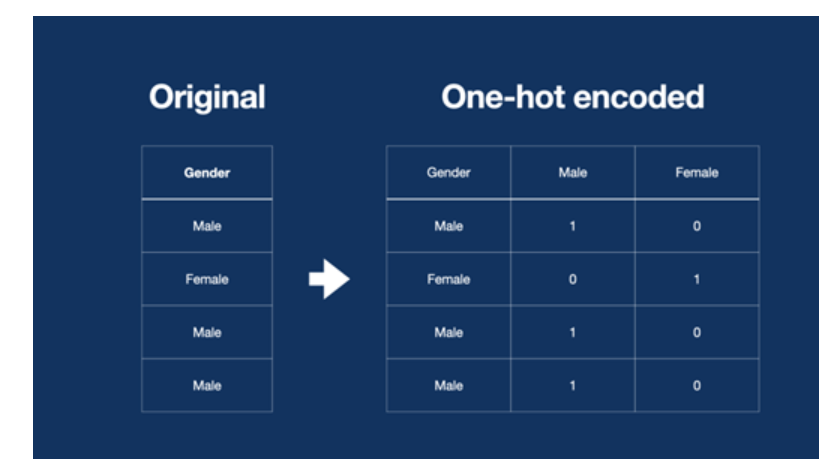 Original
One-hot encoded
Gender
Male
Female
Male
Male
Gender Male Female
Male 1 0
Female 0 1
Male 1 0
Male 1 0